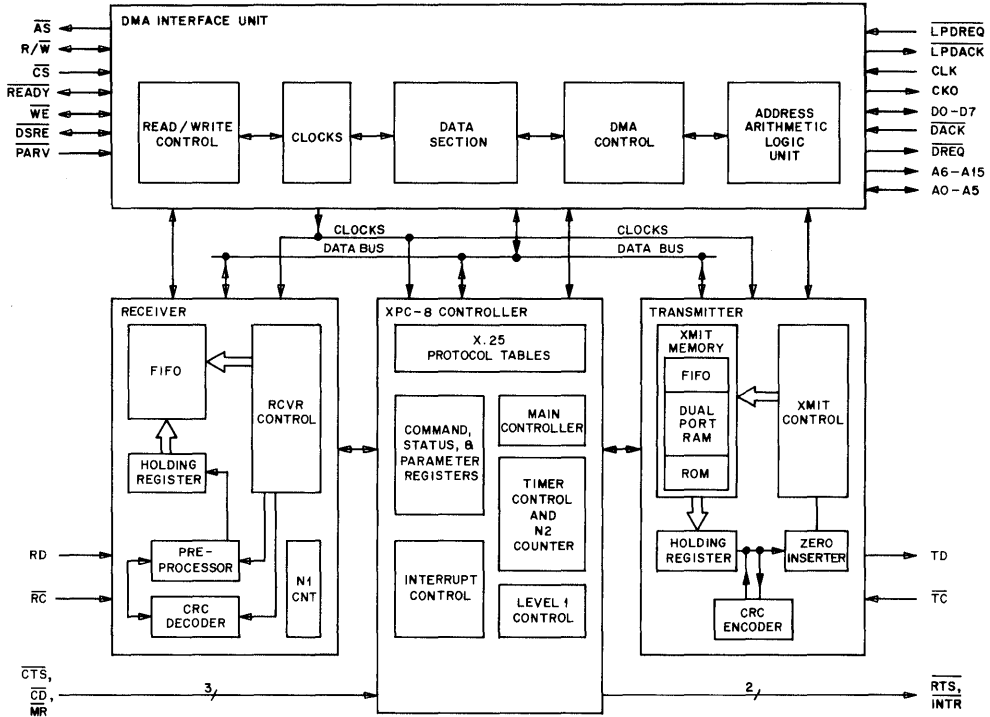 DMA INTERFACE UNIT
AS
R/W
CS
READY
WE
DSRE
PARV
LPDREQ
LPDACK
CLK
CKO
D0-D7
DACK
DREQ
A6-A15
A0-A5
READ/WRITE
CONTROL
CLOCKS
DATA
SECTION
DMA
CONTROL
ADDRESS
ARITHMETIC
LOGIC
UNIT
CLOCKS
CLOCKS
DATA BUS
DATA BUS
RECEIVER
FIFO
RCVR
CONTROL
HOLDING
REGISTER
PRE-
PROCESSOR
CRC
DECODER
N1
CNT
RD
RC
CTS,
CD,
MR
3
XPC-8 CONTROLLER
X.25
PROTOCOL TABLES
COMMAND,
STATUS, &
PARAMETER
REGISTERS
MAIN
CONTROLLER
TIMER
CONTROL
AND
N2
COUNTER
INTERRUPT
CONTROL
LEVEL 1
CONTROL
TRANSMITTER
XMIT
MEMORY
FIFO
DUAL
PORT
RAM
ROM
XMIT
CONTROL
HOLDING
REGISTER
ZERO
INSERTER
CRC
ENCODER
TD
TC
2
RTS,
INTR